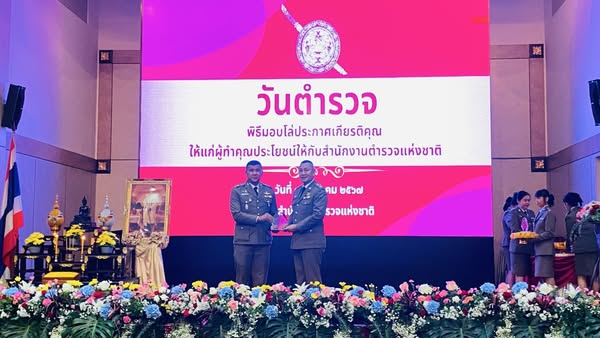 วันตำรวจ
พิธีมอบโล่ประกาศเกียรติคุณ
ให้แก่ผู้ทำคุณประโยชน์ให้กับสำนักงานตำรวจแห่งชาติ
วันที่ คม ๒๕๖๗
สำนั รวจแห่งชาติ